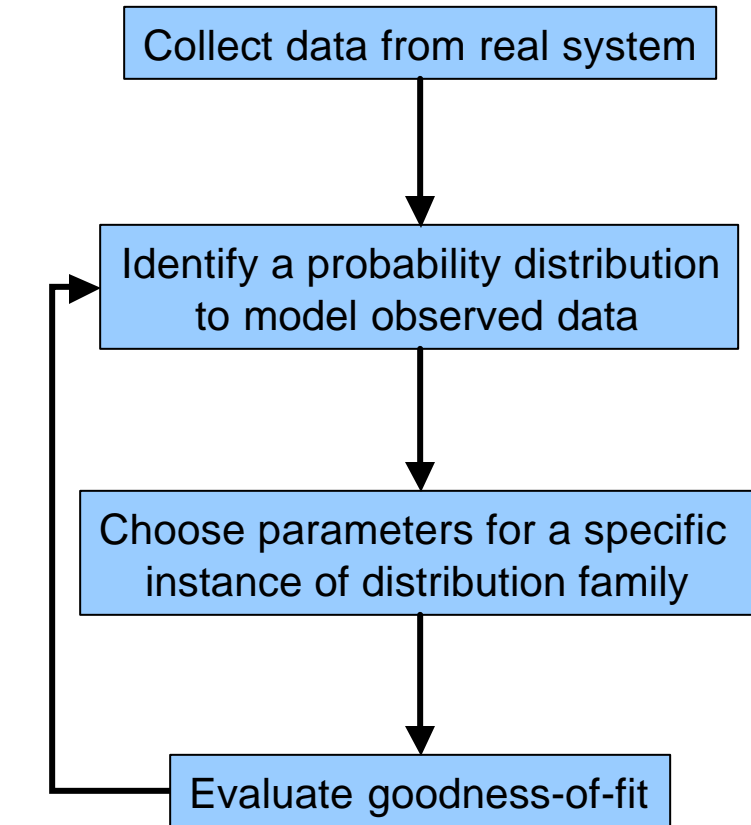 Collect data from real system
Identify a probability distribution
to model observed data
Choose parameters for a specific
instance of distribution family
Evaluate goodness-of-fit